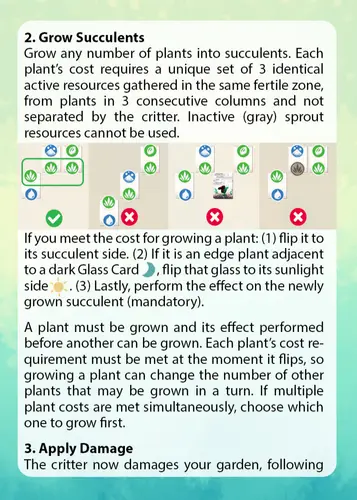 2. Grow Succulents
Grow any number of plants into succulents. Each
plant's cost requires a unique set of 3 identical
active resources gathered in the same fertile zone,
from plants in 3 consecutive columns and not
separated by the critter. Inactive (gray) sprout
resources cannot be used.
If you meet the cost for growing a plant: (1) flip it to
its succulent side. (2) If it is an edge plant adjacent
to a dark Glass Card, flip that glass to its sunlight
side. (3) Lastly, perform the effect on the newly
grown succulent (mandatory).
A plant must be grown and its effect performed
before another can be grown. Each plant's cost re-
quirement must be met at the moment it flips, so
growing a plant can change the number of other
plants that may be grown in a turn. If multiple
plant costs are met simultaneously, choose which
one to grow first.
3. Apply Damage
The critter now damages your garden, following